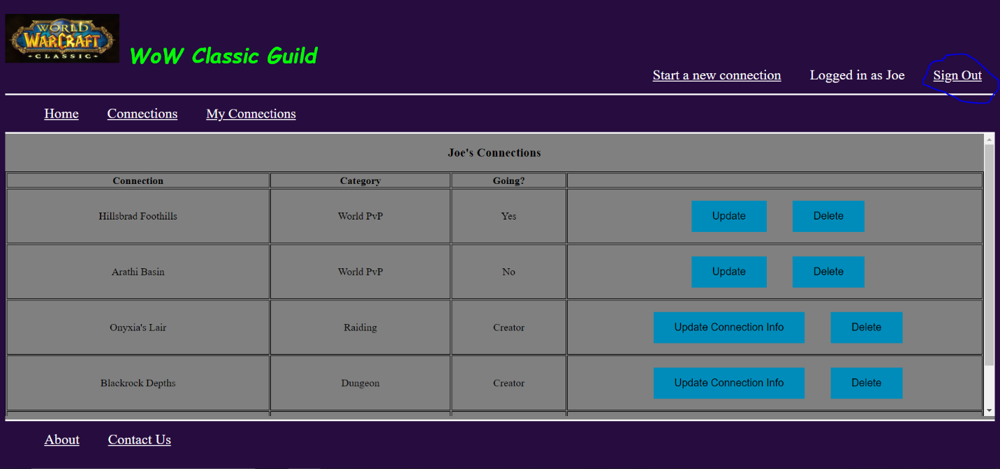 WORLD
WARCRAFT
CLASSIC
WoW Classic Guild
Start a new connection Logged in as Joe Sign Out
Home Connections My Connections
Joe's Connections
Connection Category Going?
Hillsbrad Foothills World PvP Yes Update Delete
Arathi Basin World PvP No Update Delete
Onyxia's Lair Raiding Creator Update Connection Info Delete
Blackrock Depths Dungeon Creator Update Connection Info Delete
About Contact Us